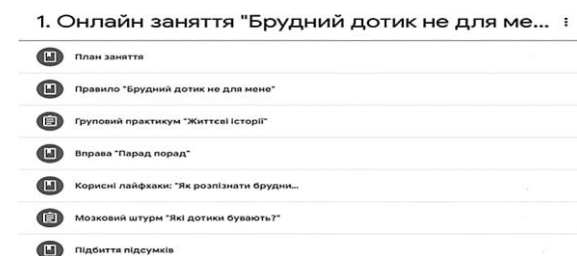 1. Онлайн заняття "Брудний дотик не для ме...
План заняття
Правило "Брудний дотик не для мене"
Груповий практикум "Життєві історії"
Вправа "Парад порад"
Корисні лайфхаки: "Як розпізнати брудни...
Мозковий штурм "Які дотики бувають?"
Підбиття підсумків